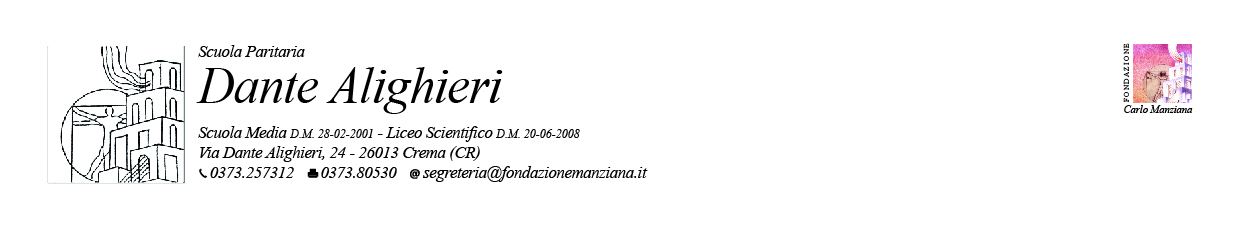 Scuola Paritaria
Dante Alighieri
Scuola Media D.M. 28-02-2001 - Liceo Scientifico D.M. 20-06-2008
Via Dante Alighieri, 24 - 26013 Crema (CR)
0373.257312 0373.80530 @ segreteria@fondazionemanziana.it
FONDAZIONE
Carlo Manziana